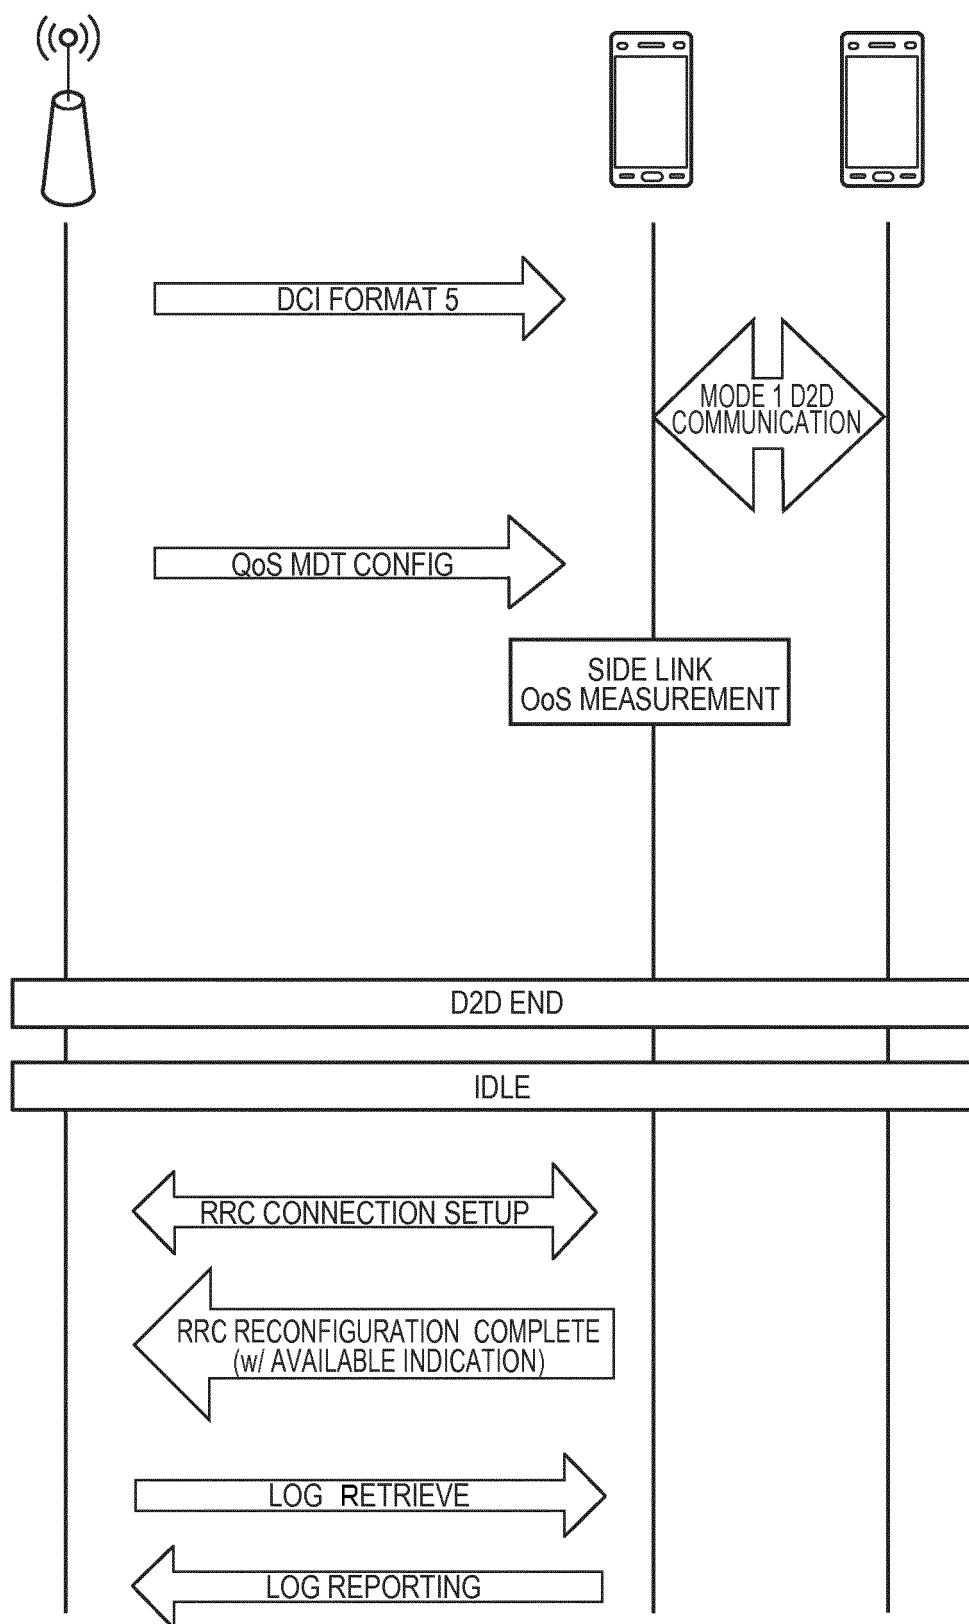 DCI FORMAT 5
MODE 1 D2D
COMMUNICATION
QoS MDT CONFIG
SIDE LINK
OoS MEASUREMENT
D2D END
IDLE
RRC CONNECTION SETUP
RRC RECONFIGURATION COMPLETE
(w/ AVAILABLE INDICATION)
LOG RETRIEVE
LOG REPORTING